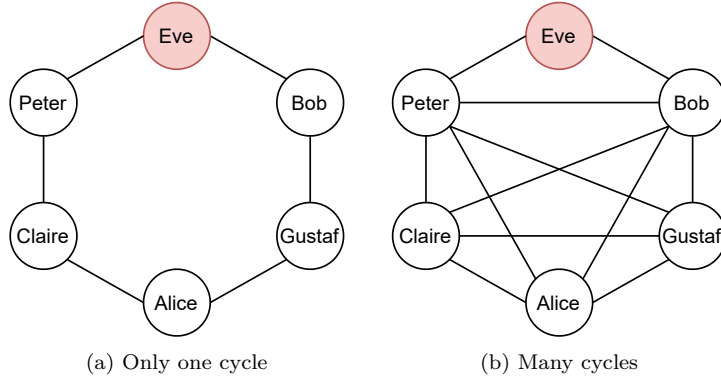 Eve
Peter
Bob
Claire
Gustaf
Alice
(a) Only one cycle
Eve
Peter
Bob
Claire
Gustaf
Alice
(b) Many cycles